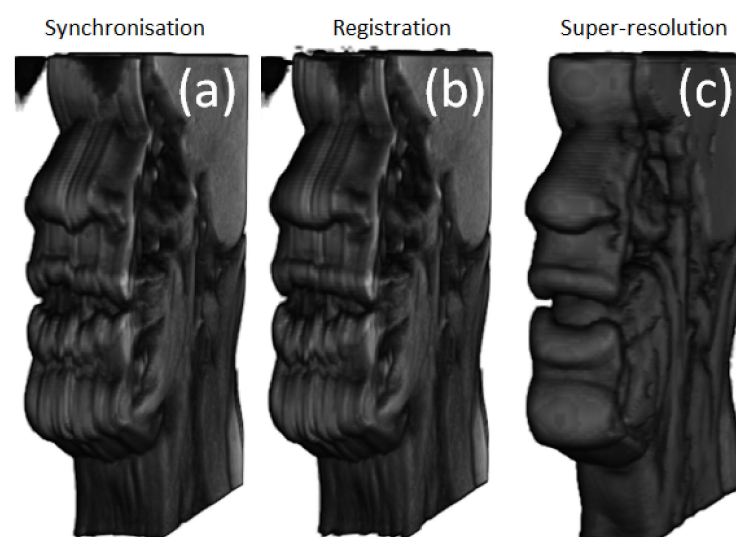 Synchronisation
Registration
Super-resolution
(a)
(b)
(c)